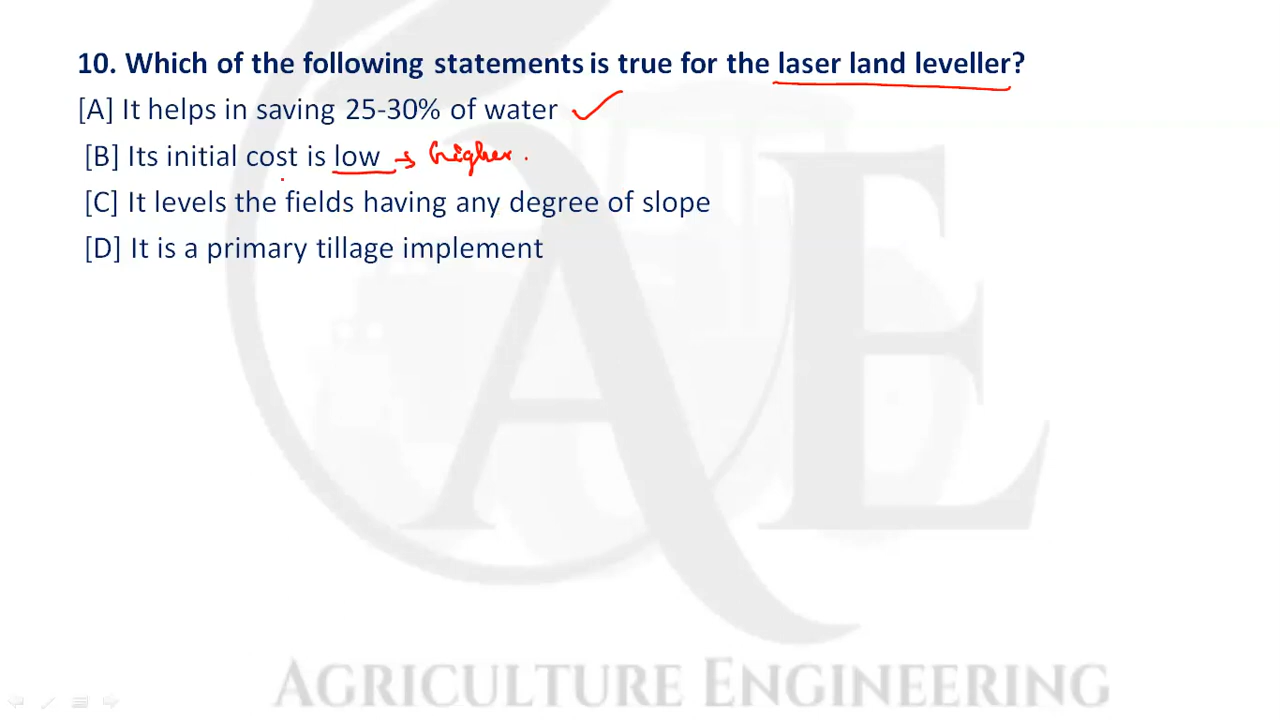 10. Which of the following statements is true for the laser land leveller?
[A] It helps in saving 25-30% of water
[B] Its initial cost is low → higher.
[C] It levels the fields having any degree of slope
[D] It is a primary tillage implement
AE
AGRICULTURE ENGINEERING